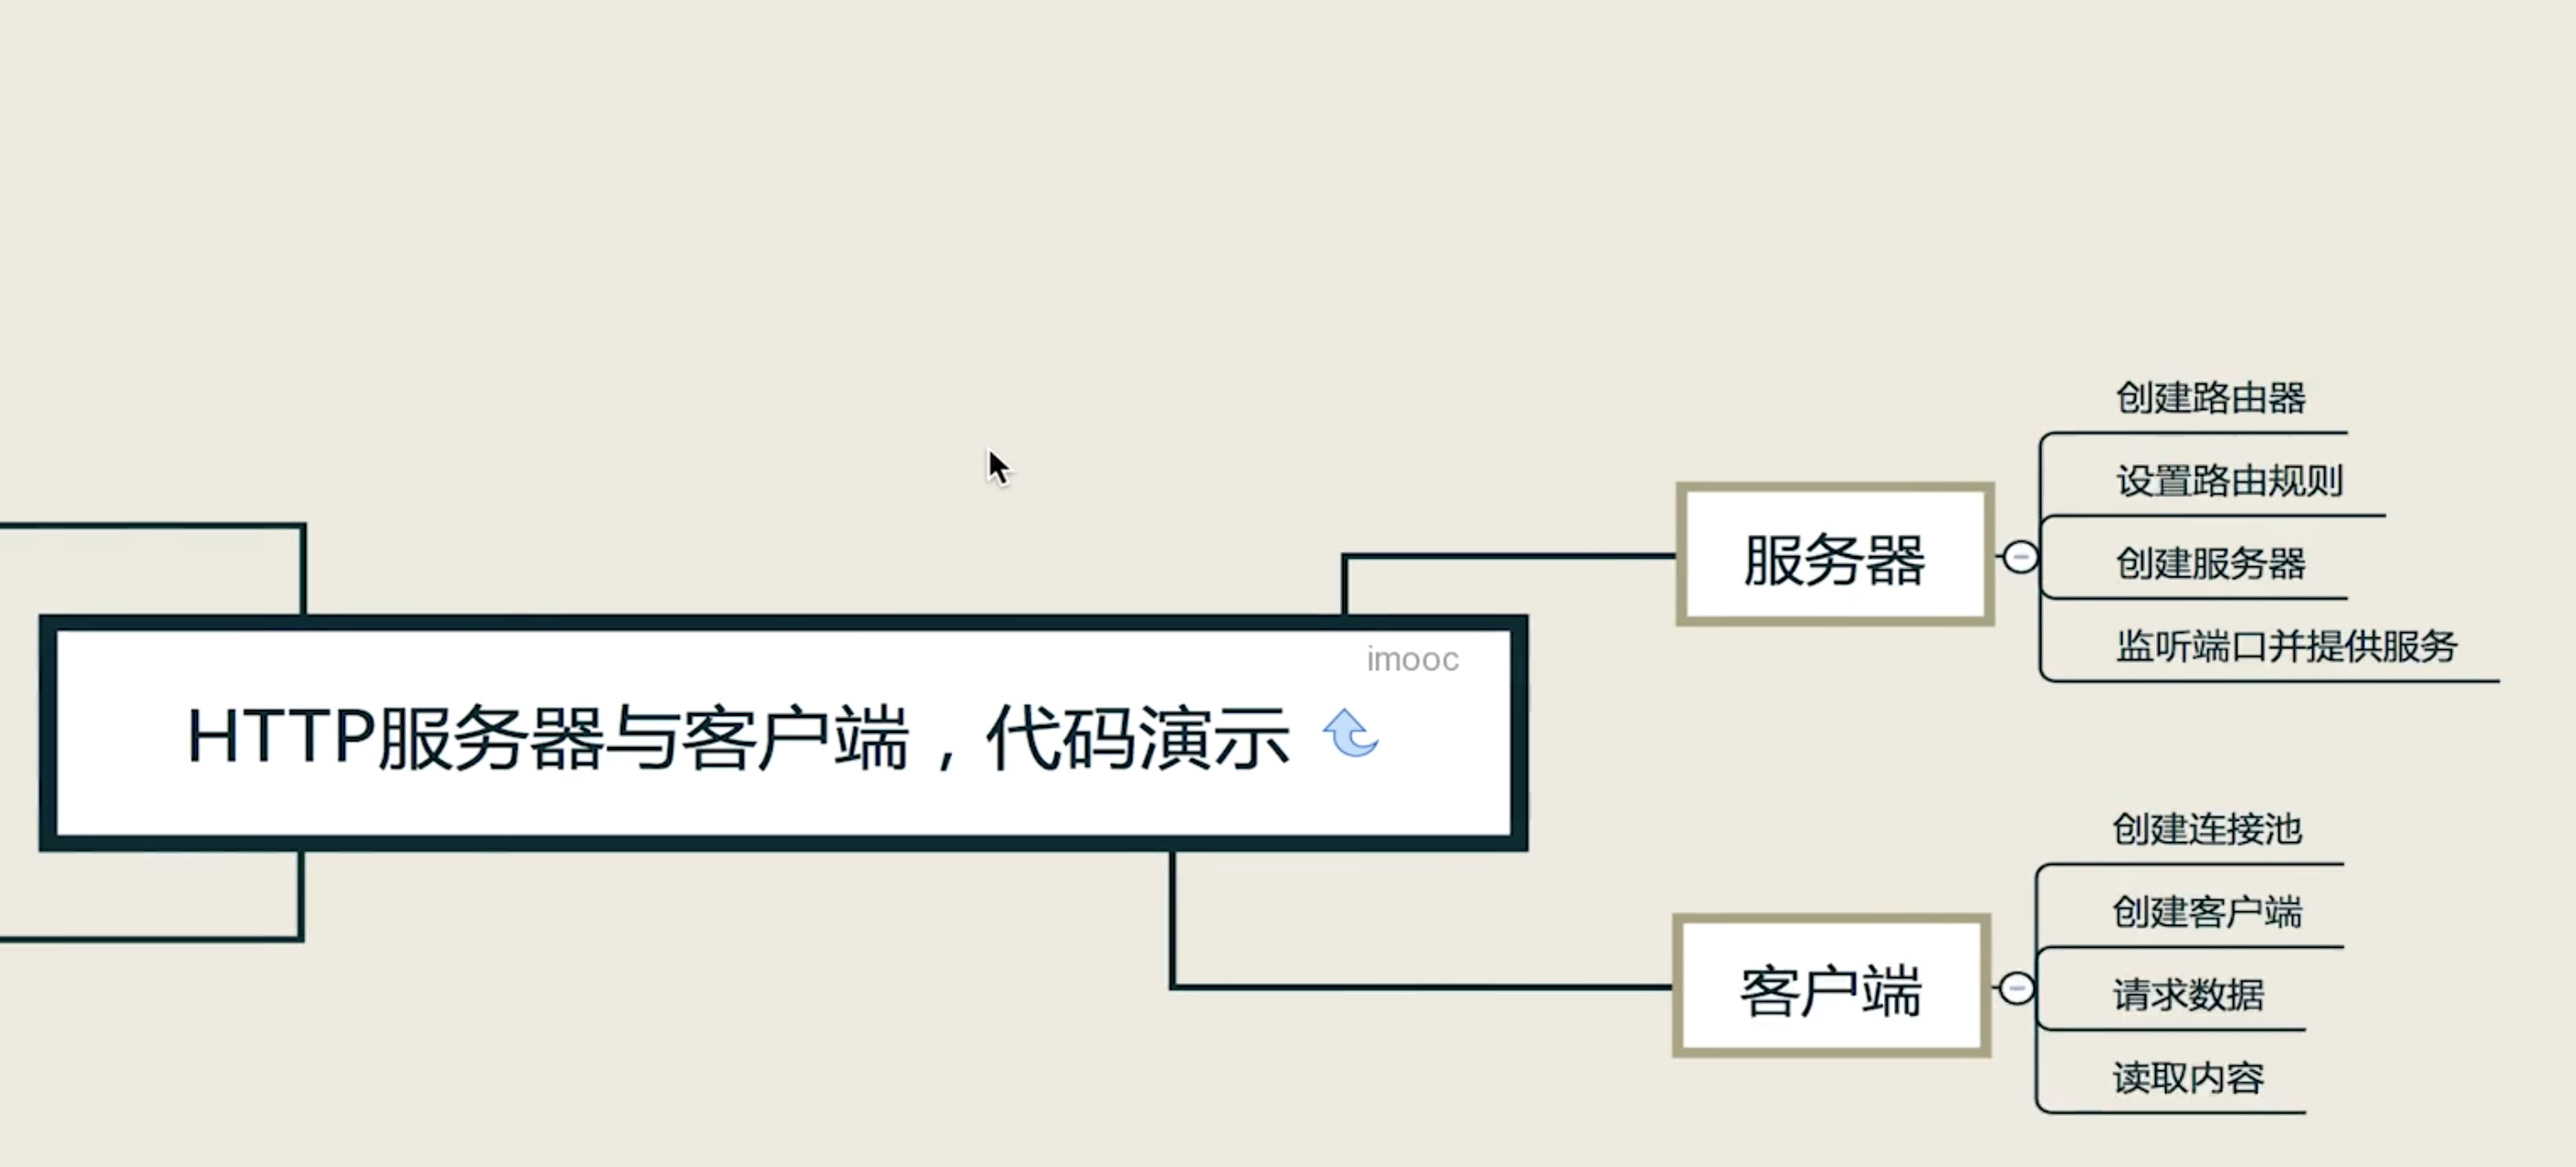 创建路由器
设置路由规则
服务器
创建服务器
监听端口并提供服务
imooc
HTTP服务器与客户端，代码演示
创建连接池
创建客户端
客户端
请求数据
读取内容